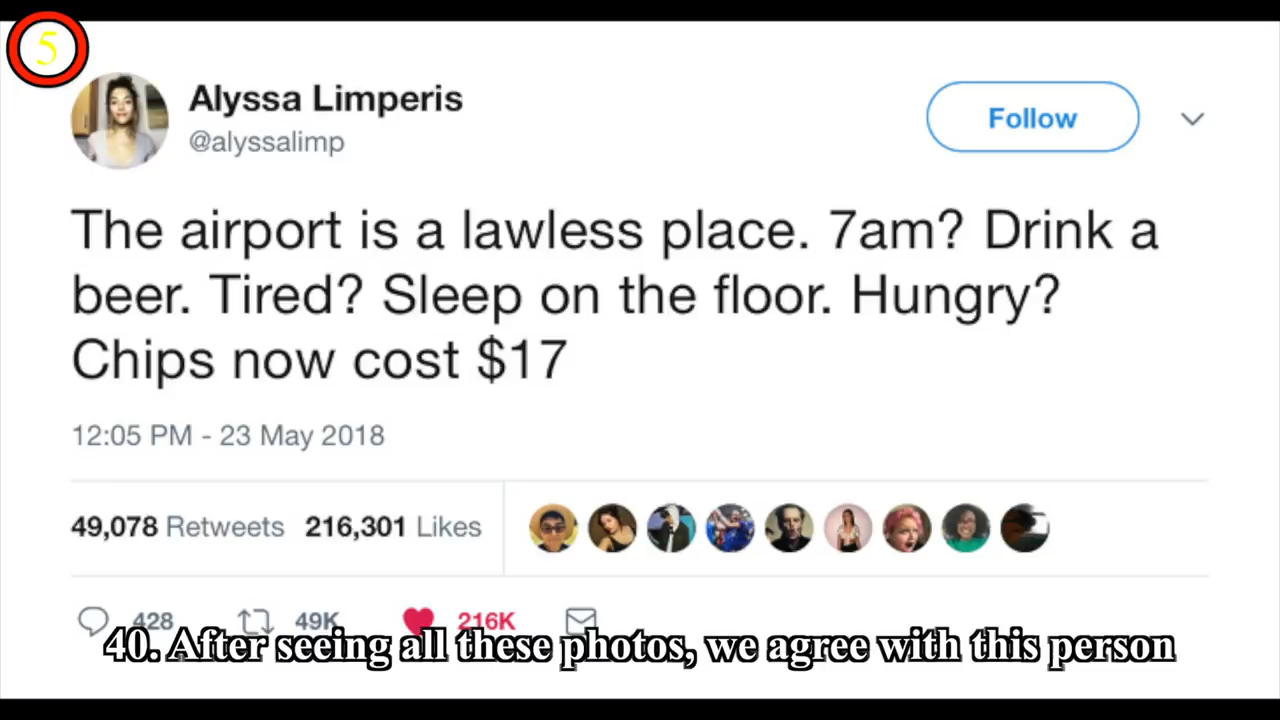 5
Alyssa Limperis
@alyssalimp
Follow
The airport is a lawless place. 7am? Drink a
beer. Tired? Sleep on the floor. Hungry?
Chips now cost $17
12:05 PM - 23 May 2018
49,078 Retweets 216,301 Likes
428 49K 216K
40. After seeing all these photos, we agree with this person